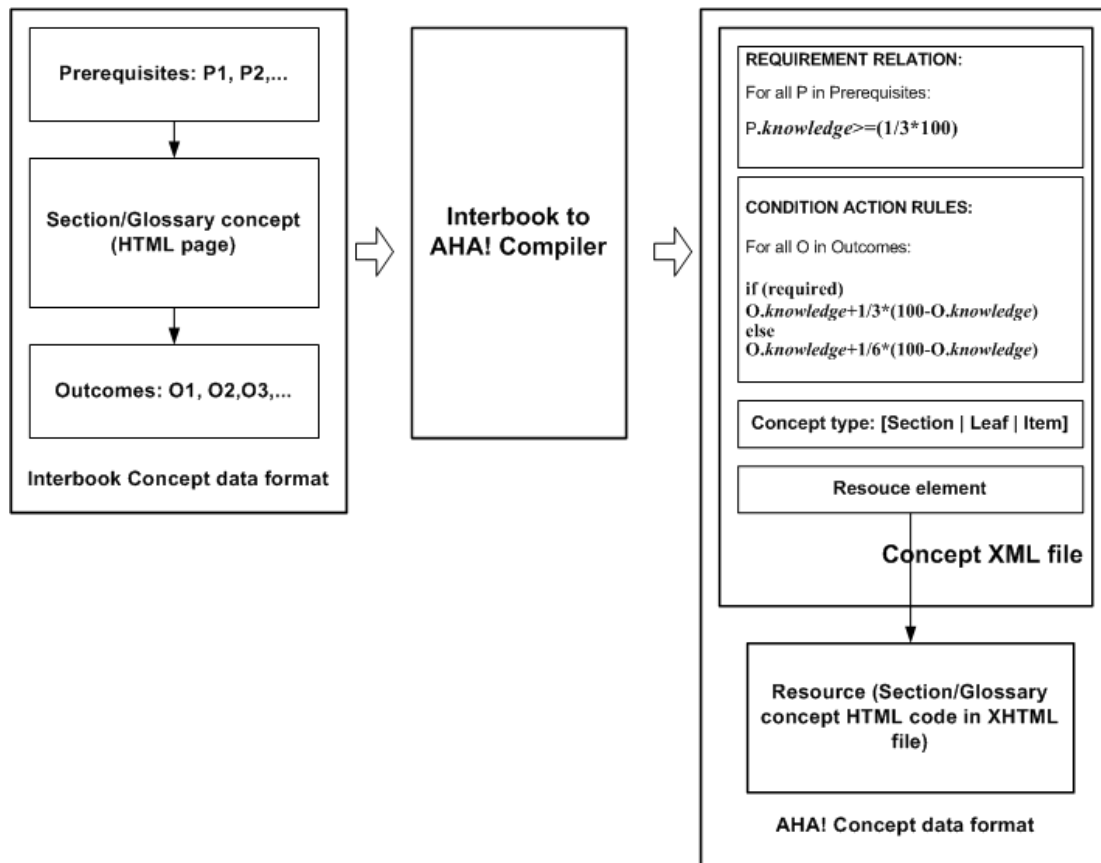 Prerequisites: P1, P2,...
Section/Glossary concept
(HTML page)
Outcomes: O1, O2,O3,...
Interbook Concept data format
Interbook to
AHA! Compiler
REQUIREMENT RELATION:
For all P in Prerequisites:
P.knowledge>=(1/3*100)
CONDITION ACTION RULES:
For all O in Outcomes:
if (required)
O.knowledge+1/3*(100-O.knowledge)
else
O.knowledge+1/6*(100-O.knowledge)
Concept type: [Section | Leaf | Item]
Resouce element
Concept XML file
Resource (Section/Glossary
concept HTML code in XHTML
file)
AHA! Concept data format